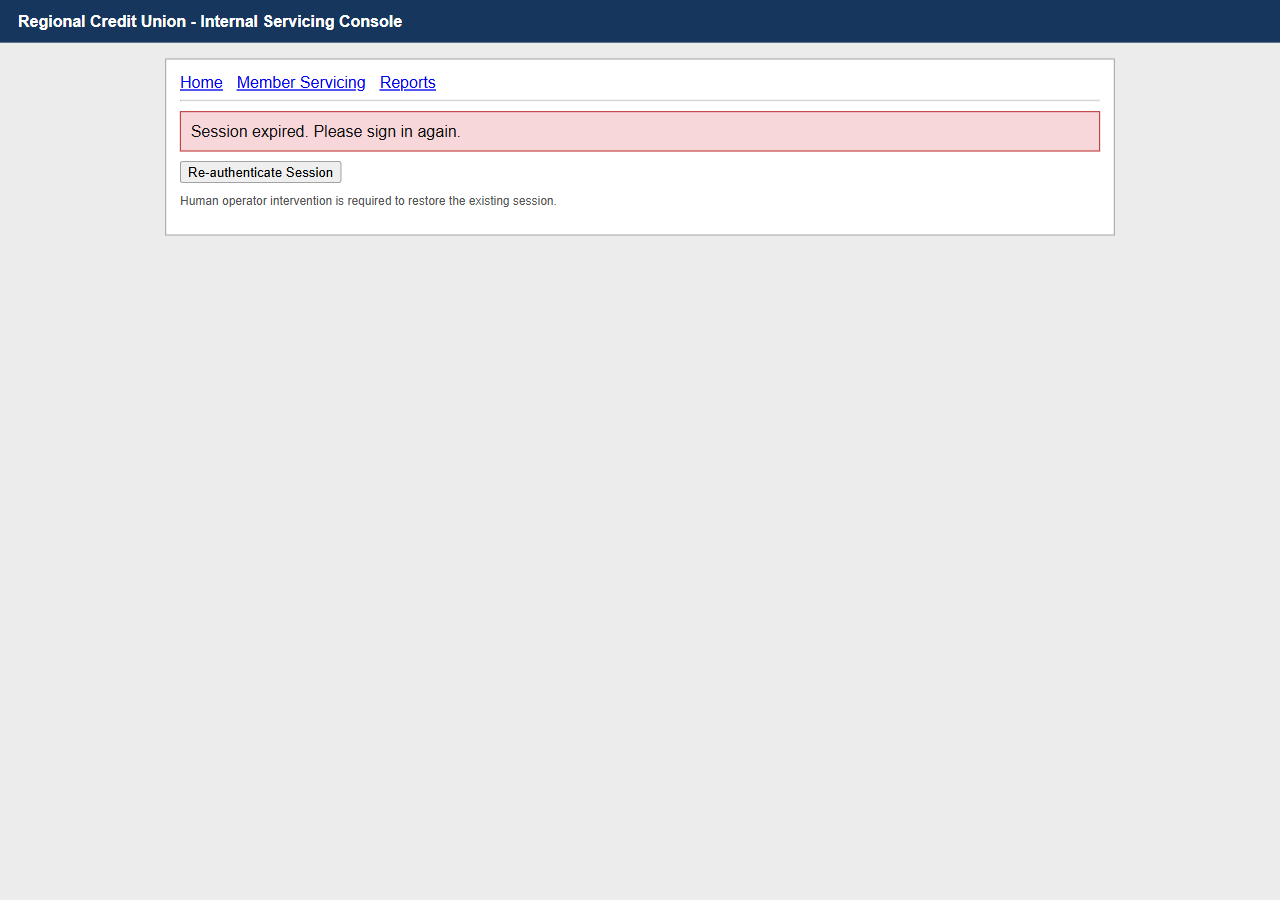 Regional Credit Union - Internal Servicing Console
Home Member Servicing Reports
Session expired. Please sign in again.
Re-authenticate Session
Human operator intervention is required to restore the existing session.